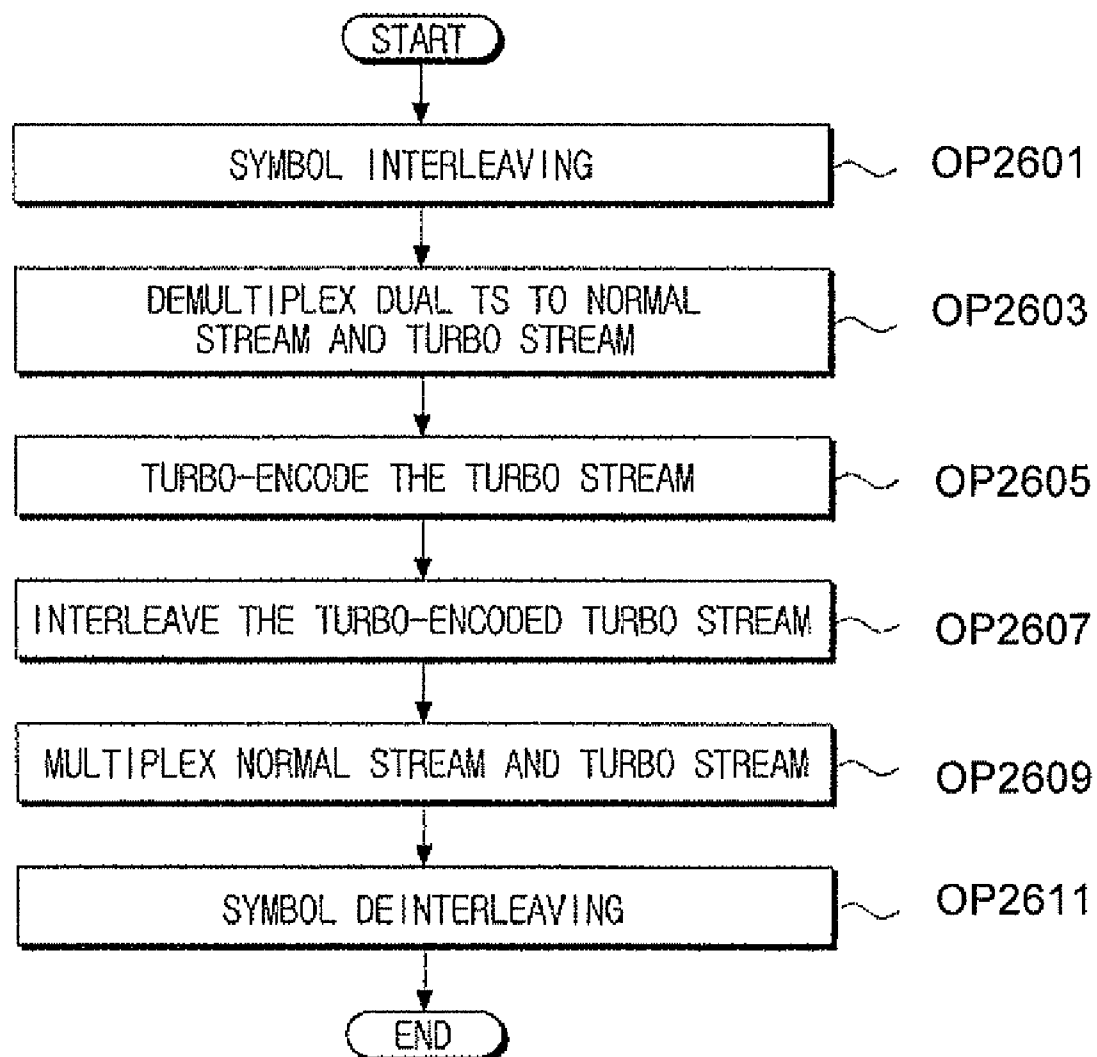 START
SYMBOL INTERLEAVING
OP2601
DEMULTIPLEX DUAL TS TO NORMAL
STREAM AND TURBO STREAM
OP2603
TURBO-ENCODE THE TURBO STREAM
OP2605
INTERLEAVE THE TURBO-ENCODED TURBO STREAM
OP2607
MULTIPLEX NORMAL STREAM AND TURBO STREAM
OP2609
SYMBOL DEINTERLEAVING
OP2611
END